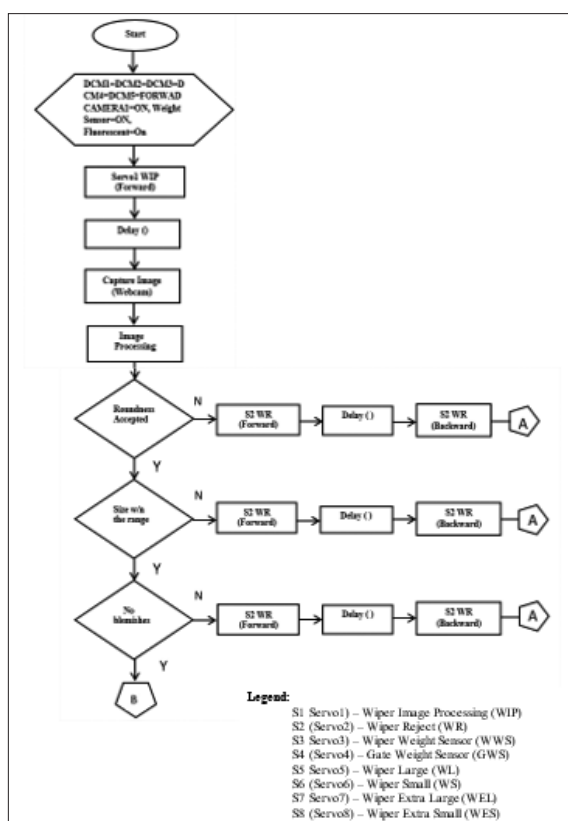 Start
DCM1=DCM2=DCM3=D
CM4=DCM5=FORWAD
CAMERA1=ON, Weight
Sensor=ON,
Fluorescent=On
Servo1 WIP
(Forward)
Delay ()
Capture Image
(Webcam)
Image
Processing
Roundness
Accepted
N
S2 WR
(Forward)
Delay ( )
S2 WR
(Backward)
A
Y
Size w/n
the range
N
S2 WR
(Forward)
Delay ( )
S2 WR
(Backward)
A
Y
No
blemishes
N
S2 WR
(Forward)
Delay ( )
S2 WR
(Backward)
A
Y
B
Legend:
S1 Servo1) – Wiper Image Processing (WIP)
S2 (Servo2) – Wiper Reject (WR)
S3 Servo3) – Wiper Weight Sensor (WWS)
S4 (Servo4) – Gate Weight Sensor (GWS)
S5 Servo5) – Wiper Large (WL)
S6 (Servo6) – Wiper Small (WS)
S7 Servo7) – Wiper Extra Large (WEL)
S8 (Servo8) – Wiper Extra Small (WES)